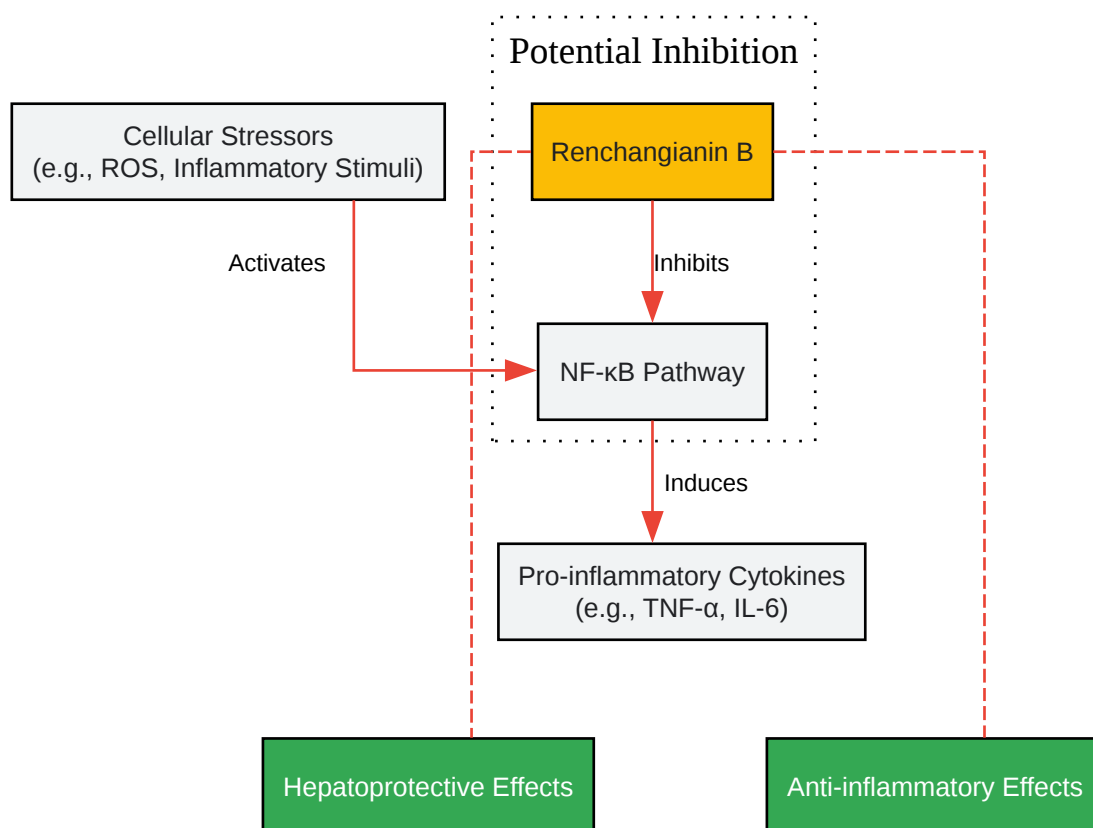 Potential Inhibition
Cellular Stressors
(e.g., ROS, Inflammatory Stimuli)
Renchangianin B
Activates
Inhibits
NF-κB Pathway
Induces
Pro-inflammatory Cytokines
(e.g., TNF-α, IL-6)
Hepatoprotective Effects
Anti-inflammatory Effects